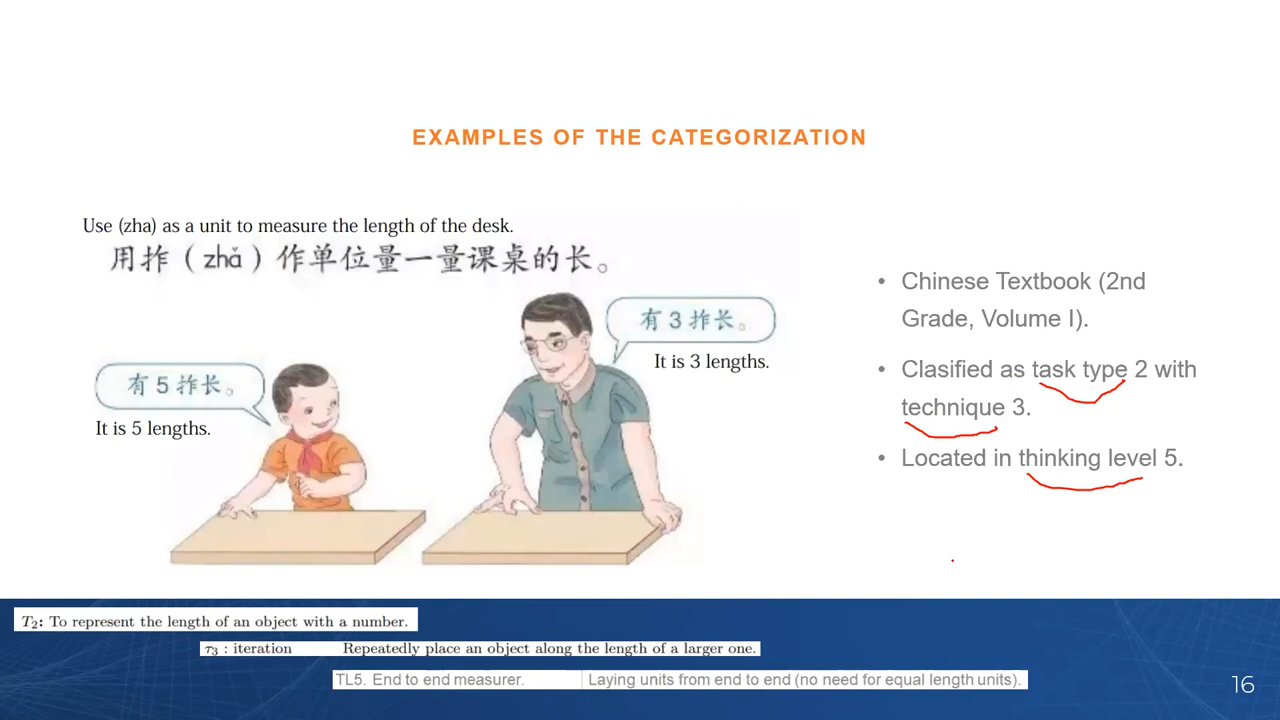 EXAMPLES OF THE CATEGORIZATION
Use (zha) as a unit to measure the length of the desk.
用拃（zhǎ）作单位量一量课桌的长。
有 3 拃长。
It is 3 lengths.
有 5 拃长。
It is 5 lengths.
• Chinese Textbook (2nd
Grade, Volume I).
• Clasified as task type 2 with
technique 3.
• Located in thinking level 5.
T₂: To represent the length of an object with a number.
τ₃ : iteration Repeatedly place an object along the length of a larger one.
TL5. End to end measurer. Laying units from end to end (no need for equal length units).
16